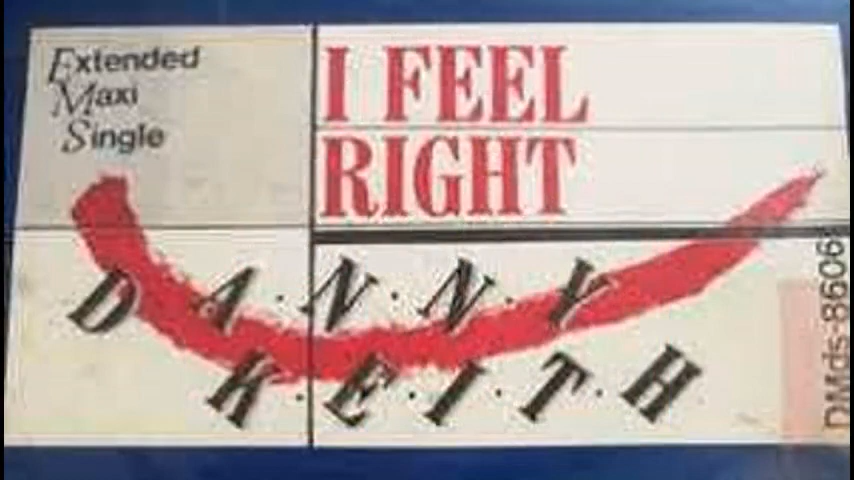 Extended
Maxi
Single
I FEEL
RIGHT
D·A·N·N·Y
K·E·I·T·H
DMds-8606